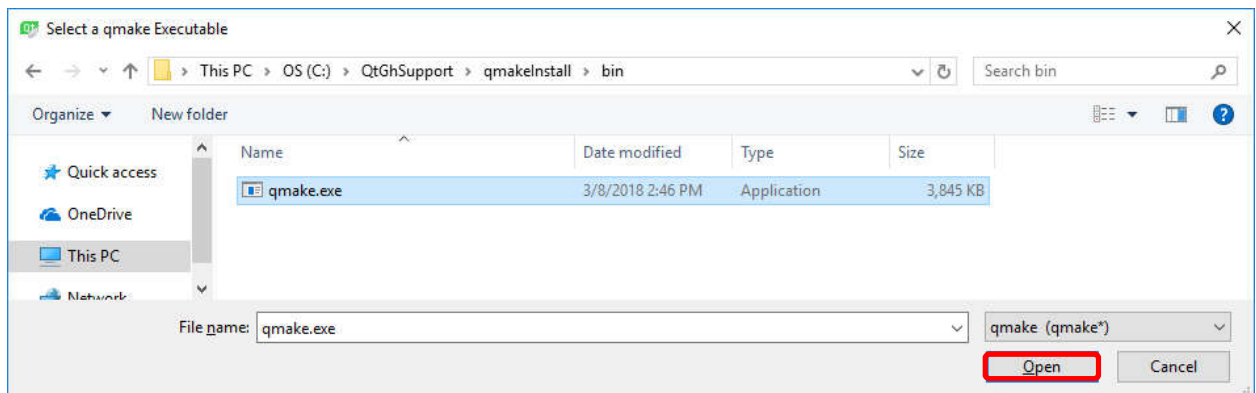 Select a qmake Executable
This PC > OS (C:) > QtGhSupport > qmakeInstall > bin
Search bin
Organize
New folder
Name
Date modified
Type
Size
Quick access
qmake.exe
3/8/2018 2:46 PM
Application
3,845 KB
OneDrive
This PC
Network
File name:
qmake.exe
qmake (qmake*)
Open
Cancel